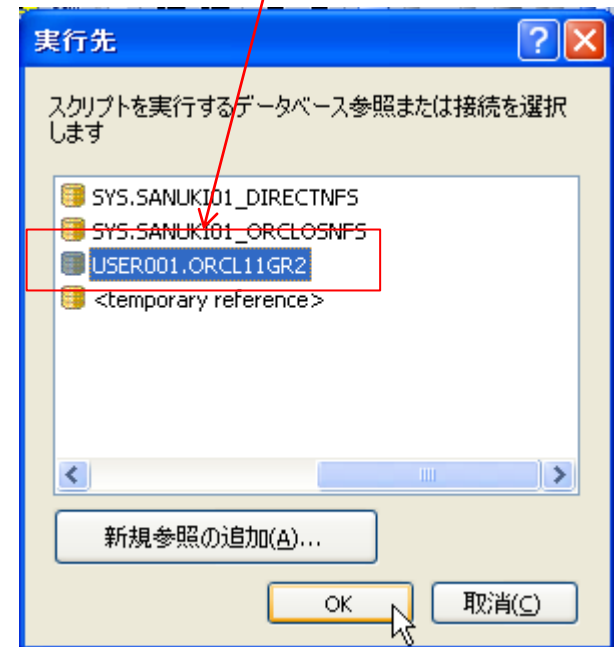 実行先
スクリプトを実行するデータベース参照または接続を選択
します
SYS.SANUKI01_DIRECTNFS
SYS.SANUKI01_ORCLOSNFS
USER001.ORCL11GR2
<temporary reference>
新規参照の追加(A)...
OK
取消(C)